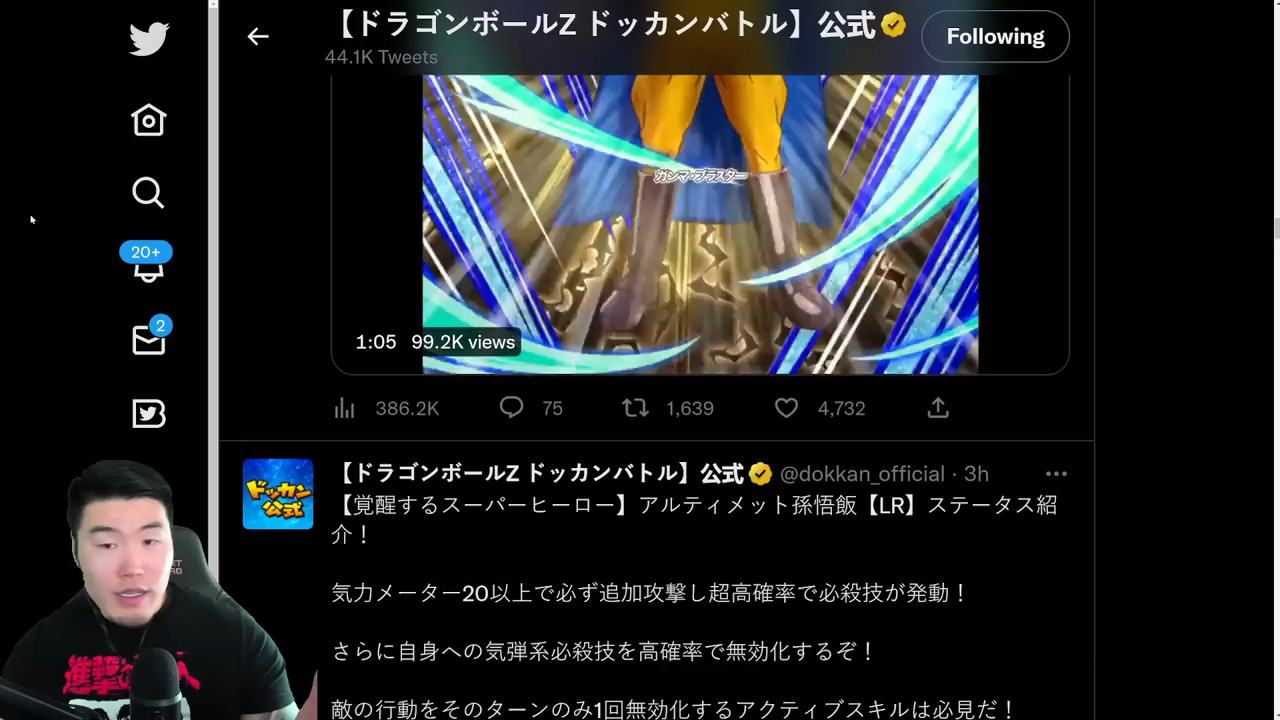 【ドラゴンボールZ ドッカンバトル】公式
44.1K Tweets
Following
20+
2
ガンマ・ブラスター
1:05 99.2K views
386.2K 75 1,639 4,732
【ドラゴンボールZ ドッカンバトル】公式 @dokkan_official · 3h
ドッカン
公式
【覚醒するスーパーヒーロー】アルティメット孫悟飯【LR】ステータス紹
介！
気力メーター20以上で必ず追加攻撃し超高確率で必殺技が発動！
さらに自身への気弾系必殺技を高確率で無効化するぞ！
敵の行動をそのターンのみ1回無効化するアクティブスキルは必見だ！